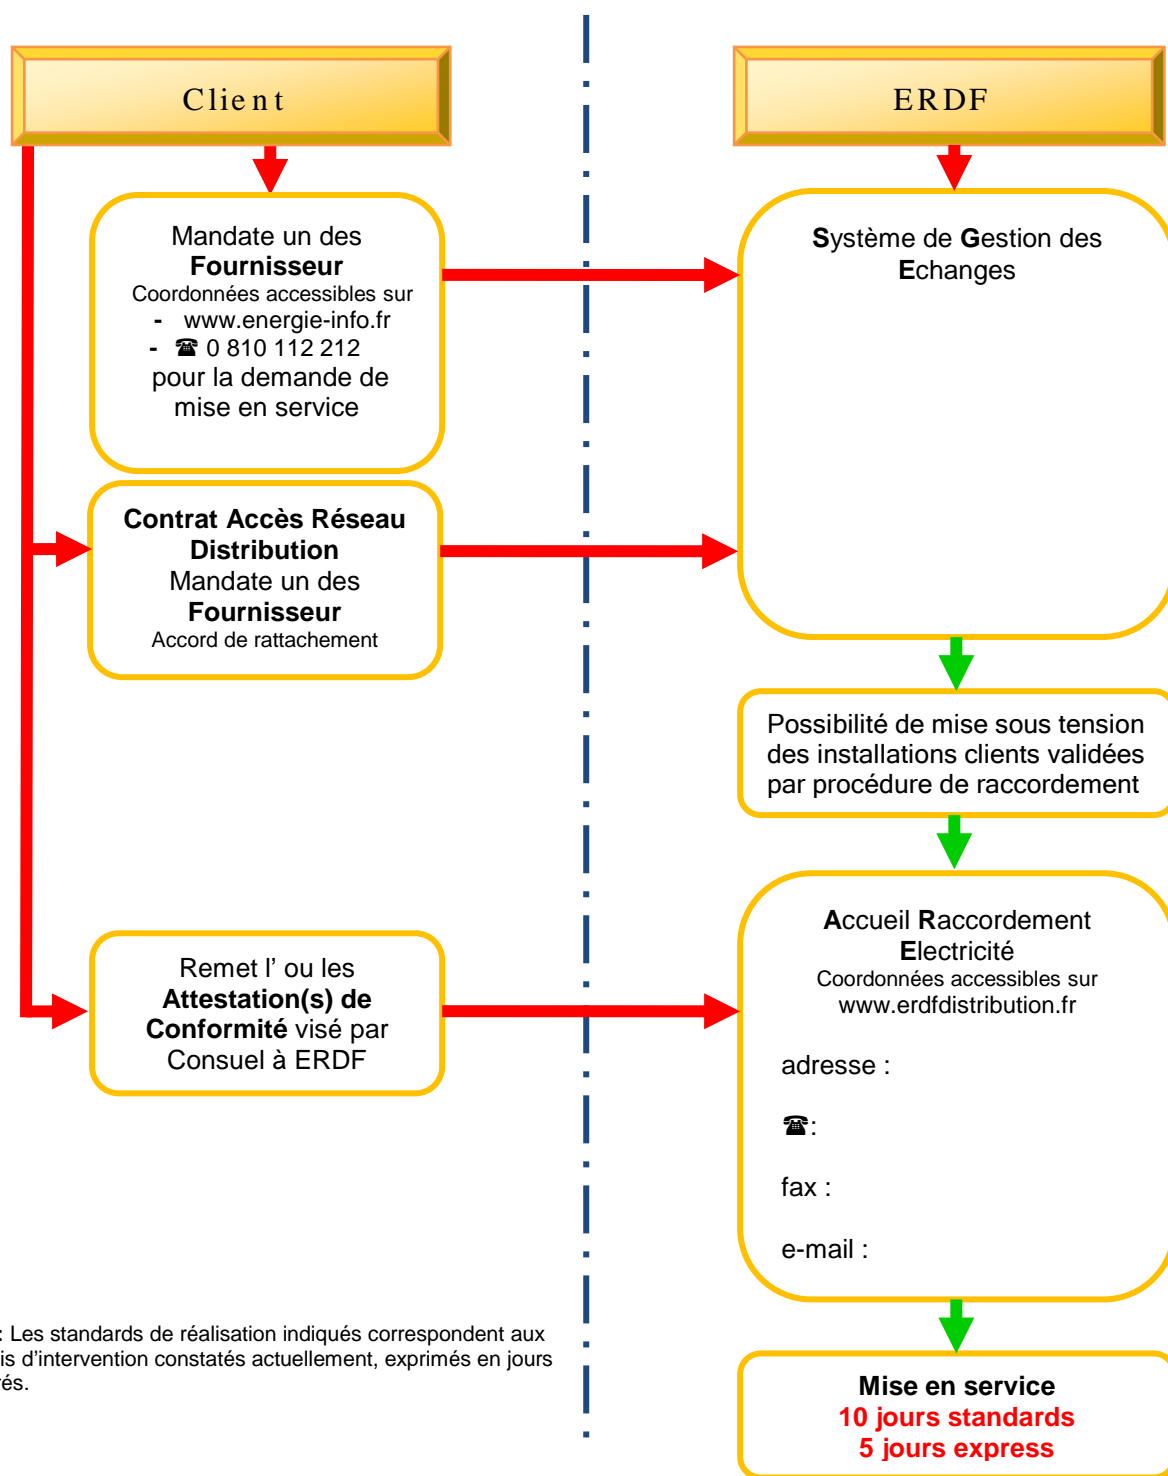 Client
ERDF
Mandate un des
Fournisseur
Coordonnées accessibles sur
- www.energie-info.fr
- ☎ 0 810 112 212
pour la demande de
mise en service
Système de Gestion des
Echanges
Contrat Accès Réseau
Distribution
Mandate un des
Fournisseur
Accord de rattachement
Possibilité de mise sous tension
des installations clients validées
par procédure de raccordement
Remet l' ou les
Attestation(s) de
Conformité visé par
Consuel à ERDF
Accueil Raccordement
Electricité
Coordonnées accessibles sur
www.erdfdistribution.fr
adresse :
☎:
fax :
e-mail :
: Les standards de réalisation indiqués correspondent aux
is d'intervention constatés actuellement, exprimés en jours
rés.
Mise en service
10 jours standards
5 jours express